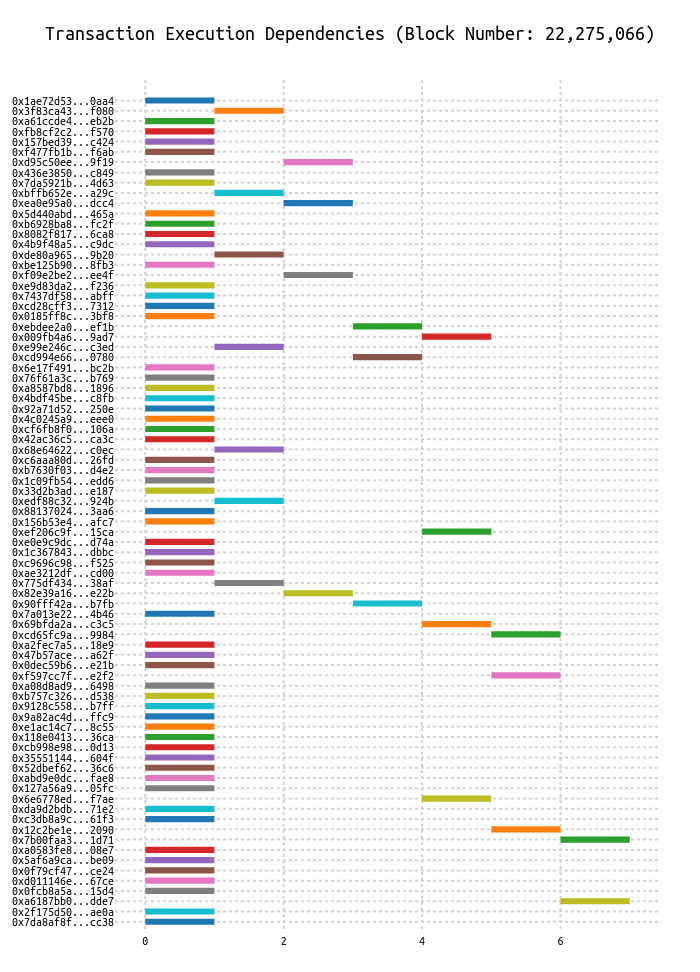 Transaction Execution Dependencies (Block Number: 22,275,066)
0x1ae72d53...0aa4
0x3f83ca43...f080
0xa61ccde4...eb2b
0xfb8cf2c2...f570
0x157bed39...c424
0xf477fb1b...f6ab
0xd95c50ee...9f19
0x436e3850...c849
0x7da5921b...4d63
0xbffb652e...a29c
0xea0e95a0...dcc4
0x5d440abd...465a
0xb6928ba8...fc2f
0x8082f817...6ca8
0x4b9f48a5...c9dc
0xde80a965...9b20
0xbe125b90...8fb3
0xf09e2be2...ee4f
0xe9d83da2...f236
0x7437df58...abff
0xcd28cff3...7312
0x0185ff8c...3bf8
0xebdee2a0...ef1b
0x009fb4a6...9ad7
0xe99e246c...c3ed
0xcd994e66...0780
0x6e17f491...bc2b
0x76f61a3c...b769
0xa8587bd8...1896
0x4bdf45be...c8fb
0x92a71d52...250e
0x4c0245a9...eee0
0xcf6fb8f0...106a
0x42ac36c5...ca3c
0x68e64622...c0ec
0xc6aaa80d...26fd
0xb7630f03...d4e2
0x1c09fb54...edd6
0x33d2b3ad...e187
0xedf88c32...924b
0x88137024...3aa6
0x156b53e4...afc7
0xef206c9f...15ca
0xe0e9c9dc...d74a
0x1c367843...dbbc
0xc9696c98...f525
0xae3212df...cd00
0x775df434...38af
0x82e39a16...e22b
0x90fff42a...b7fb
0x7a013e22...4b46
0x69bfda2a...c3c5
0xcd65fc9a...9984
0xa2fec7a5...18e9
0x47b57ace...a62f
0x0dec59b6...e21b
0xf597cc7f...e2f2
0xa08d8ad9...6498
0xb757c326...d538
0x9128c558...b7ff
0x9a82ac4d...ffc9
0xe1ac14c7...8c55
0x118e0413...36ca
0xcb998e98...0d13
0x35551144...604f
0x52dbef62...36c6
0xabd9e0dc...fae8
0x127a56a9...05fc
0x6e6778ed...f7ae
0xda9d2bdb...71e2
0xc3db8a9c...61f3
0x12c2be1e...2090
0x7b00faa3...1d71
0xa0583fe8...08e7
0x5af6a9ca...be09
0x0f79cf47...ce24
0xd011146e...67ce
0x0fcb8a5a...15d4
0xa6187bb0...dde7
0x2f175d50...ae0a
0x7da8af8f...cc38
0 2 4 6